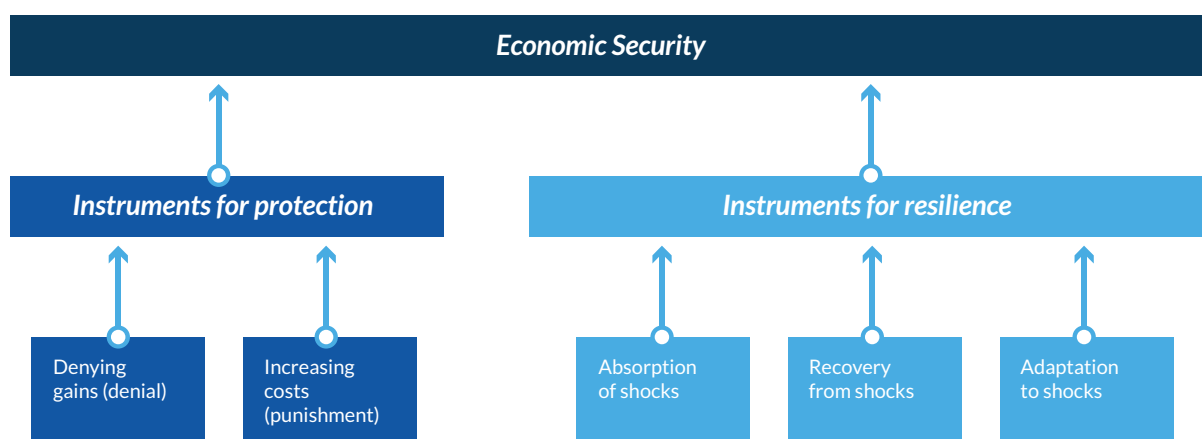 Economic Security
Instruments for protection
Instruments for resilience
Denying
gains (denial)
Increasing
costs
(punishment)
Absorption
of shocks
Recovery
from shocks
Adaptation
to shocks